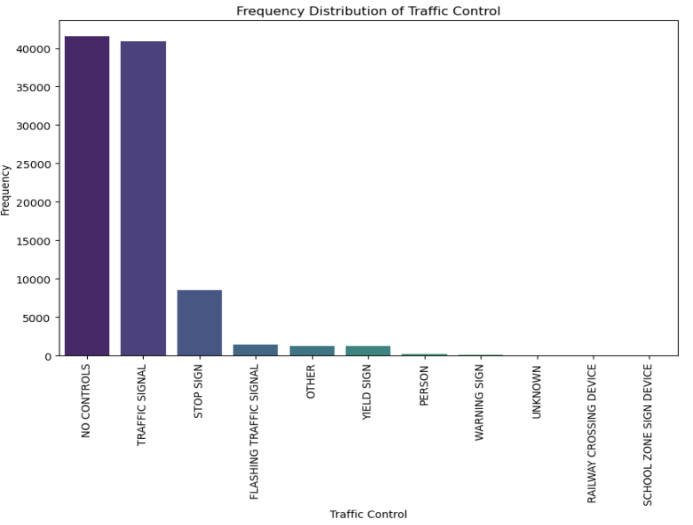 Frequency Distribution of Traffic Control
40000
35000
30000
25000
20000
15000
10000
5000
0
Frequency
NO CONTROLS
TRAFFIC SIGNAL
STOP SIGN
FLASHING TRAFFIC SIGNAL
OTHER
YIELD SIGN
PERSON
WARNING SIGN
UNKNOWN
RAILWAY CROSSING DEVICE
SCHOOL ZONE SIGN DEVICE
Traffic Control